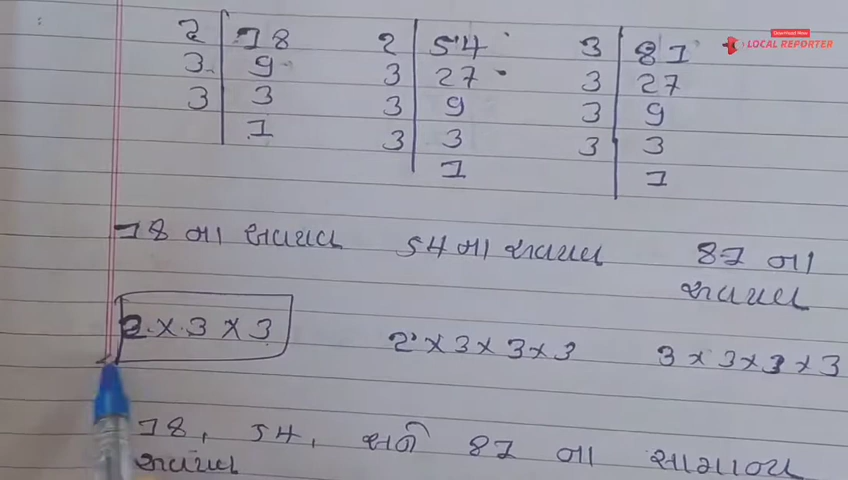 Download Now
LOCAL REPORTER
2 | 18 2 | 54 3 | 81
3 | 9 3 | 27 3 | 27
3 | 3 3 | 9 3 | 9
1 3 | 3 3 | 3
1 1
18 ના અવયવ 54 ના અવયવ 81 ના
અવયવ
2 × 3 × 3 2 × 3 × 3 × 3 3 × 3 × 3 × 3
18, 54, અને 81 ના સામાન્ય
અવયવ